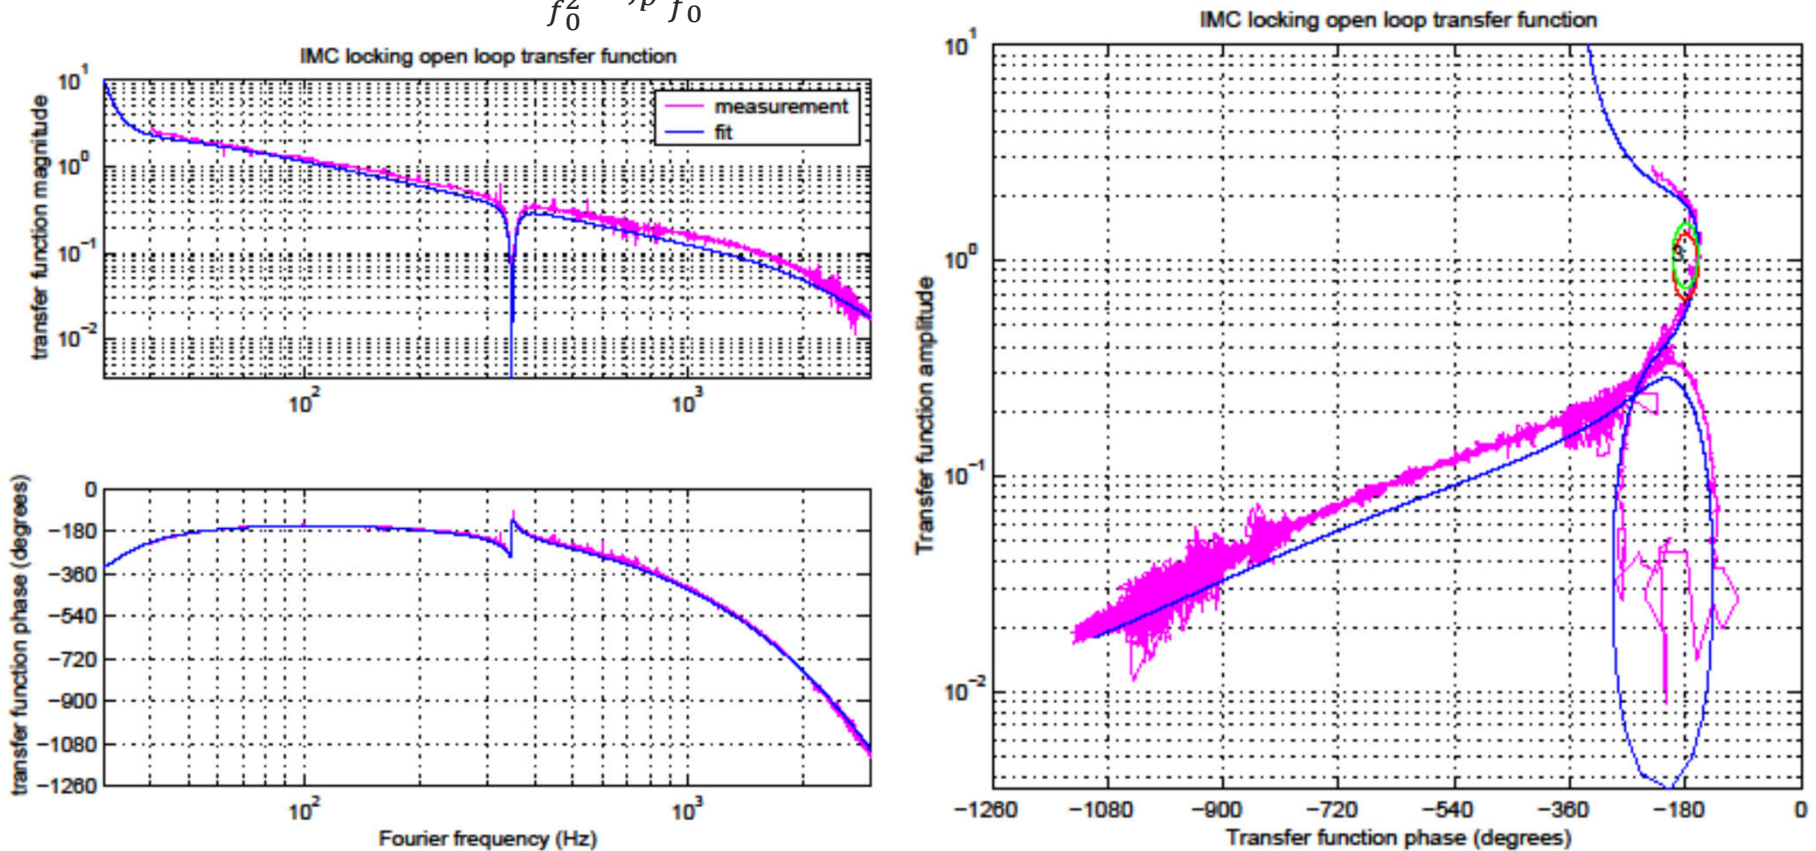 IMC locking open loop transfer function
10^1
10^0
10^-1
10^-2
transfer function magnitude
measurement
fit
10^2
10^3
0
−180
−360
−540
−720
−900
−1080
−1260
transfer function phase (degrees)
10^2
10^3
Fourier frequency (Hz)
IMC locking open loop transfer function
10^1
10^0
10^-1
10^-2
Transfer function amplitude
−1260 −1080 −900 −720 −540 −360 −180 0
Transfer function phase (degrees)